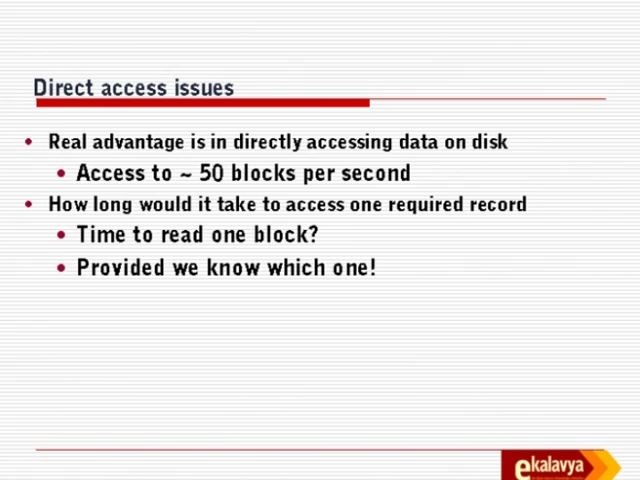 Direct access issues
• Real advantage is in directly accessing data on disk
• Access to ~ 50 blocks per second
• How long would it take to access one required record
• Time to read one block?
• Provided we know which one!
ekalavya